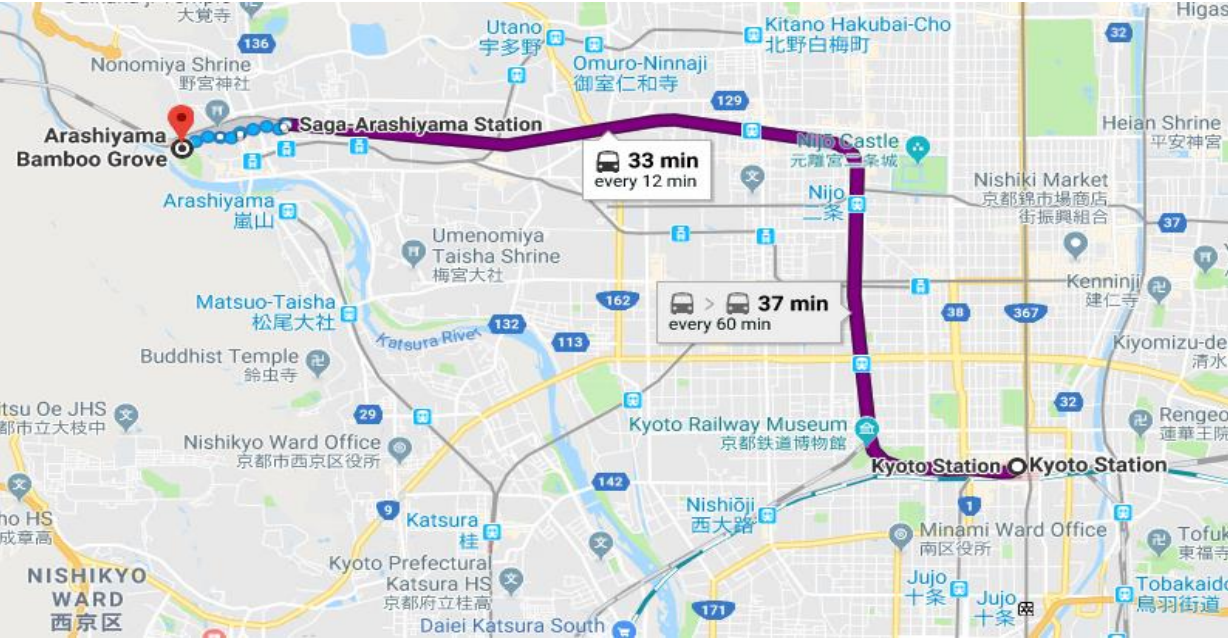 大覚寺
Higas
Utano
宇多野
Kitano Hakubai-Cho
北野白梅町
136
32
Nonomiya Shrine
野宮神社
Omuro-Ninnaji
御室仁和寺
129
Arashiyama
Bamboo Grove
Saga-Arashiyama Station
Heian Shrine
平安神宮
33 min
every 12 min
Nijō Castle
元離宮二条城
Arashiyama
嵐山
Nijo
二条
Nishiki Market
京都錦市場商店
街振興組合
37
Umenomiya
Taisha Shrine
梅宮大社
Matsuo-Taisha
松尾大社
162
37 min
every 60 min
Kenninji
建仁寺
38
367
Katsura River
132
113
Buddhist Temple
鈴虫寺
Kiyomizu-de
清水
itsu Oe JHS
都市立大枝中
29
32
Nishikyo Ward Office
京都市西京区役所
Kyoto Railway Museum
京都鉄道博物館
Rengeo
蓮華王院
Kyoto Station
Kyoto Station
142
9
Katsura
桂
Nishiōji
西大路
1
ho HS
成章高
Minami Ward Office
南区役所
Tofuk
東福寺
NISHIKYO
WARD
西京区
Kyoto Prefectural
Katsura HS
京都府立桂高
171
Jujo
十条
Jujo
十条
Tobakaido
鳥羽街道
Daiei Katsura South